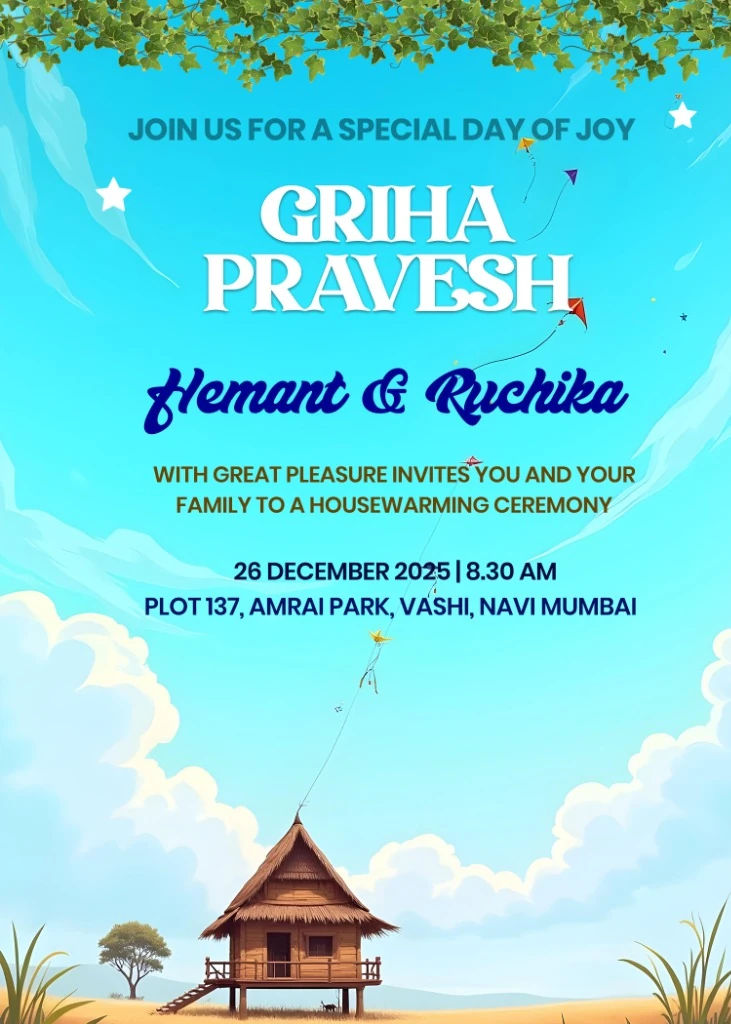 JOIN US FOR A SPECIAL DAY OF JOY
GRIHA
PRAVESH
Hemant & Ruchika
WITH GREAT PLEASURE INVITES YOU AND YOUR
FAMILY TO A HOUSEWARMING CEREMONY
26 DECEMBER 2025 | 8.30 AM
PLOT 137, AMRAI PARK, VASHI, NAVI MUMBAI